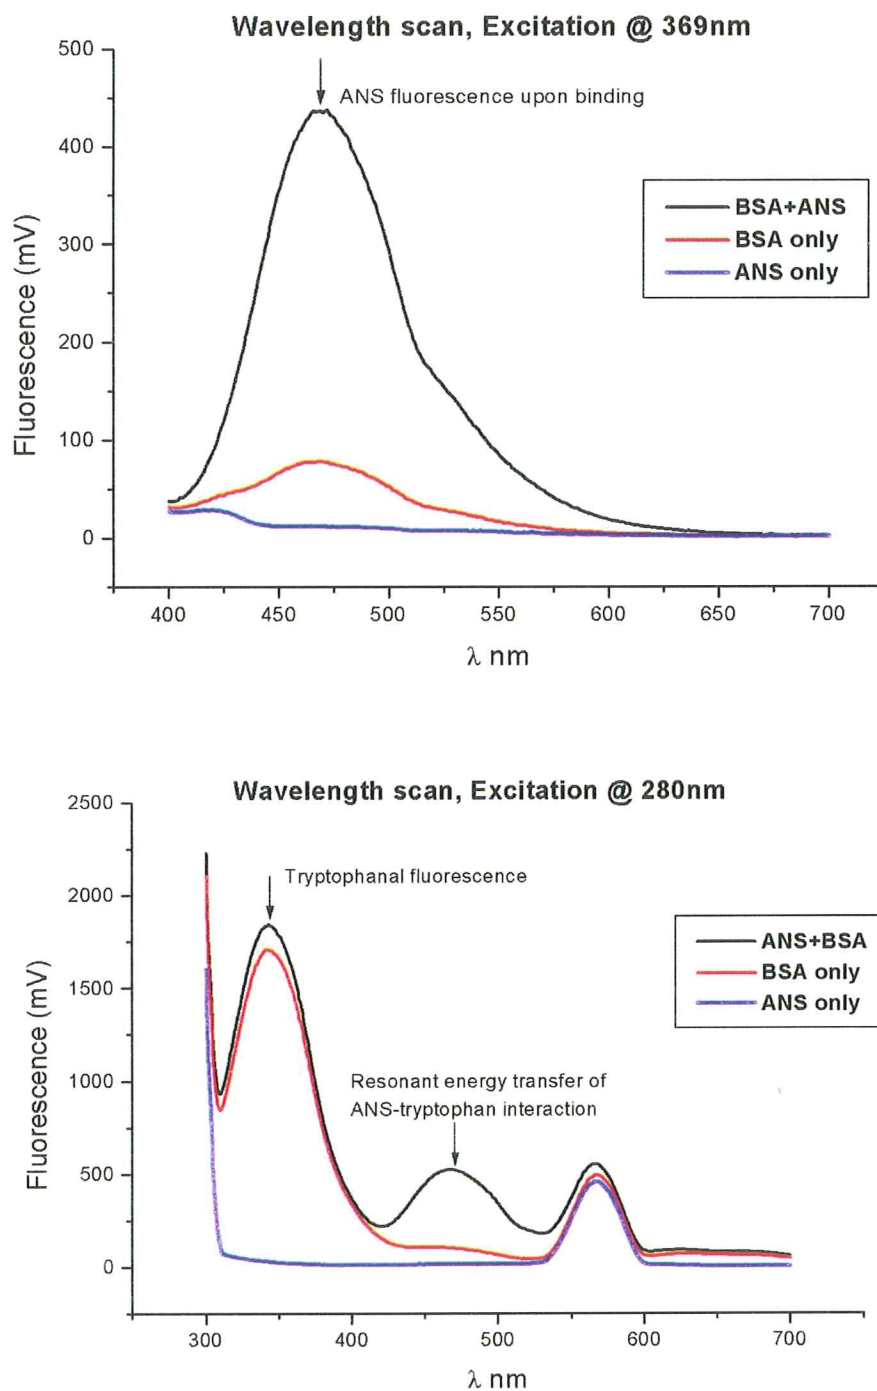 Wavelength scan, Excitation @ 369nm
ANS fluorescence upon binding
BSA+ANS
BSA only
ANS only
Fluorescence (mV)
500
400
300
200
100
0
400 450 500 550 600 650 700
λ nm
Wavelength scan, Excitation @ 280nm
Tryptophanal fluorescence
ANS+BSA
BSA only
ANS only
Resonant energy transfer of
ANS-tryptophan interaction
Fluorescence (mV)
2500
2000
1500
1000
500
0
300 400 500 600 700
λ nm